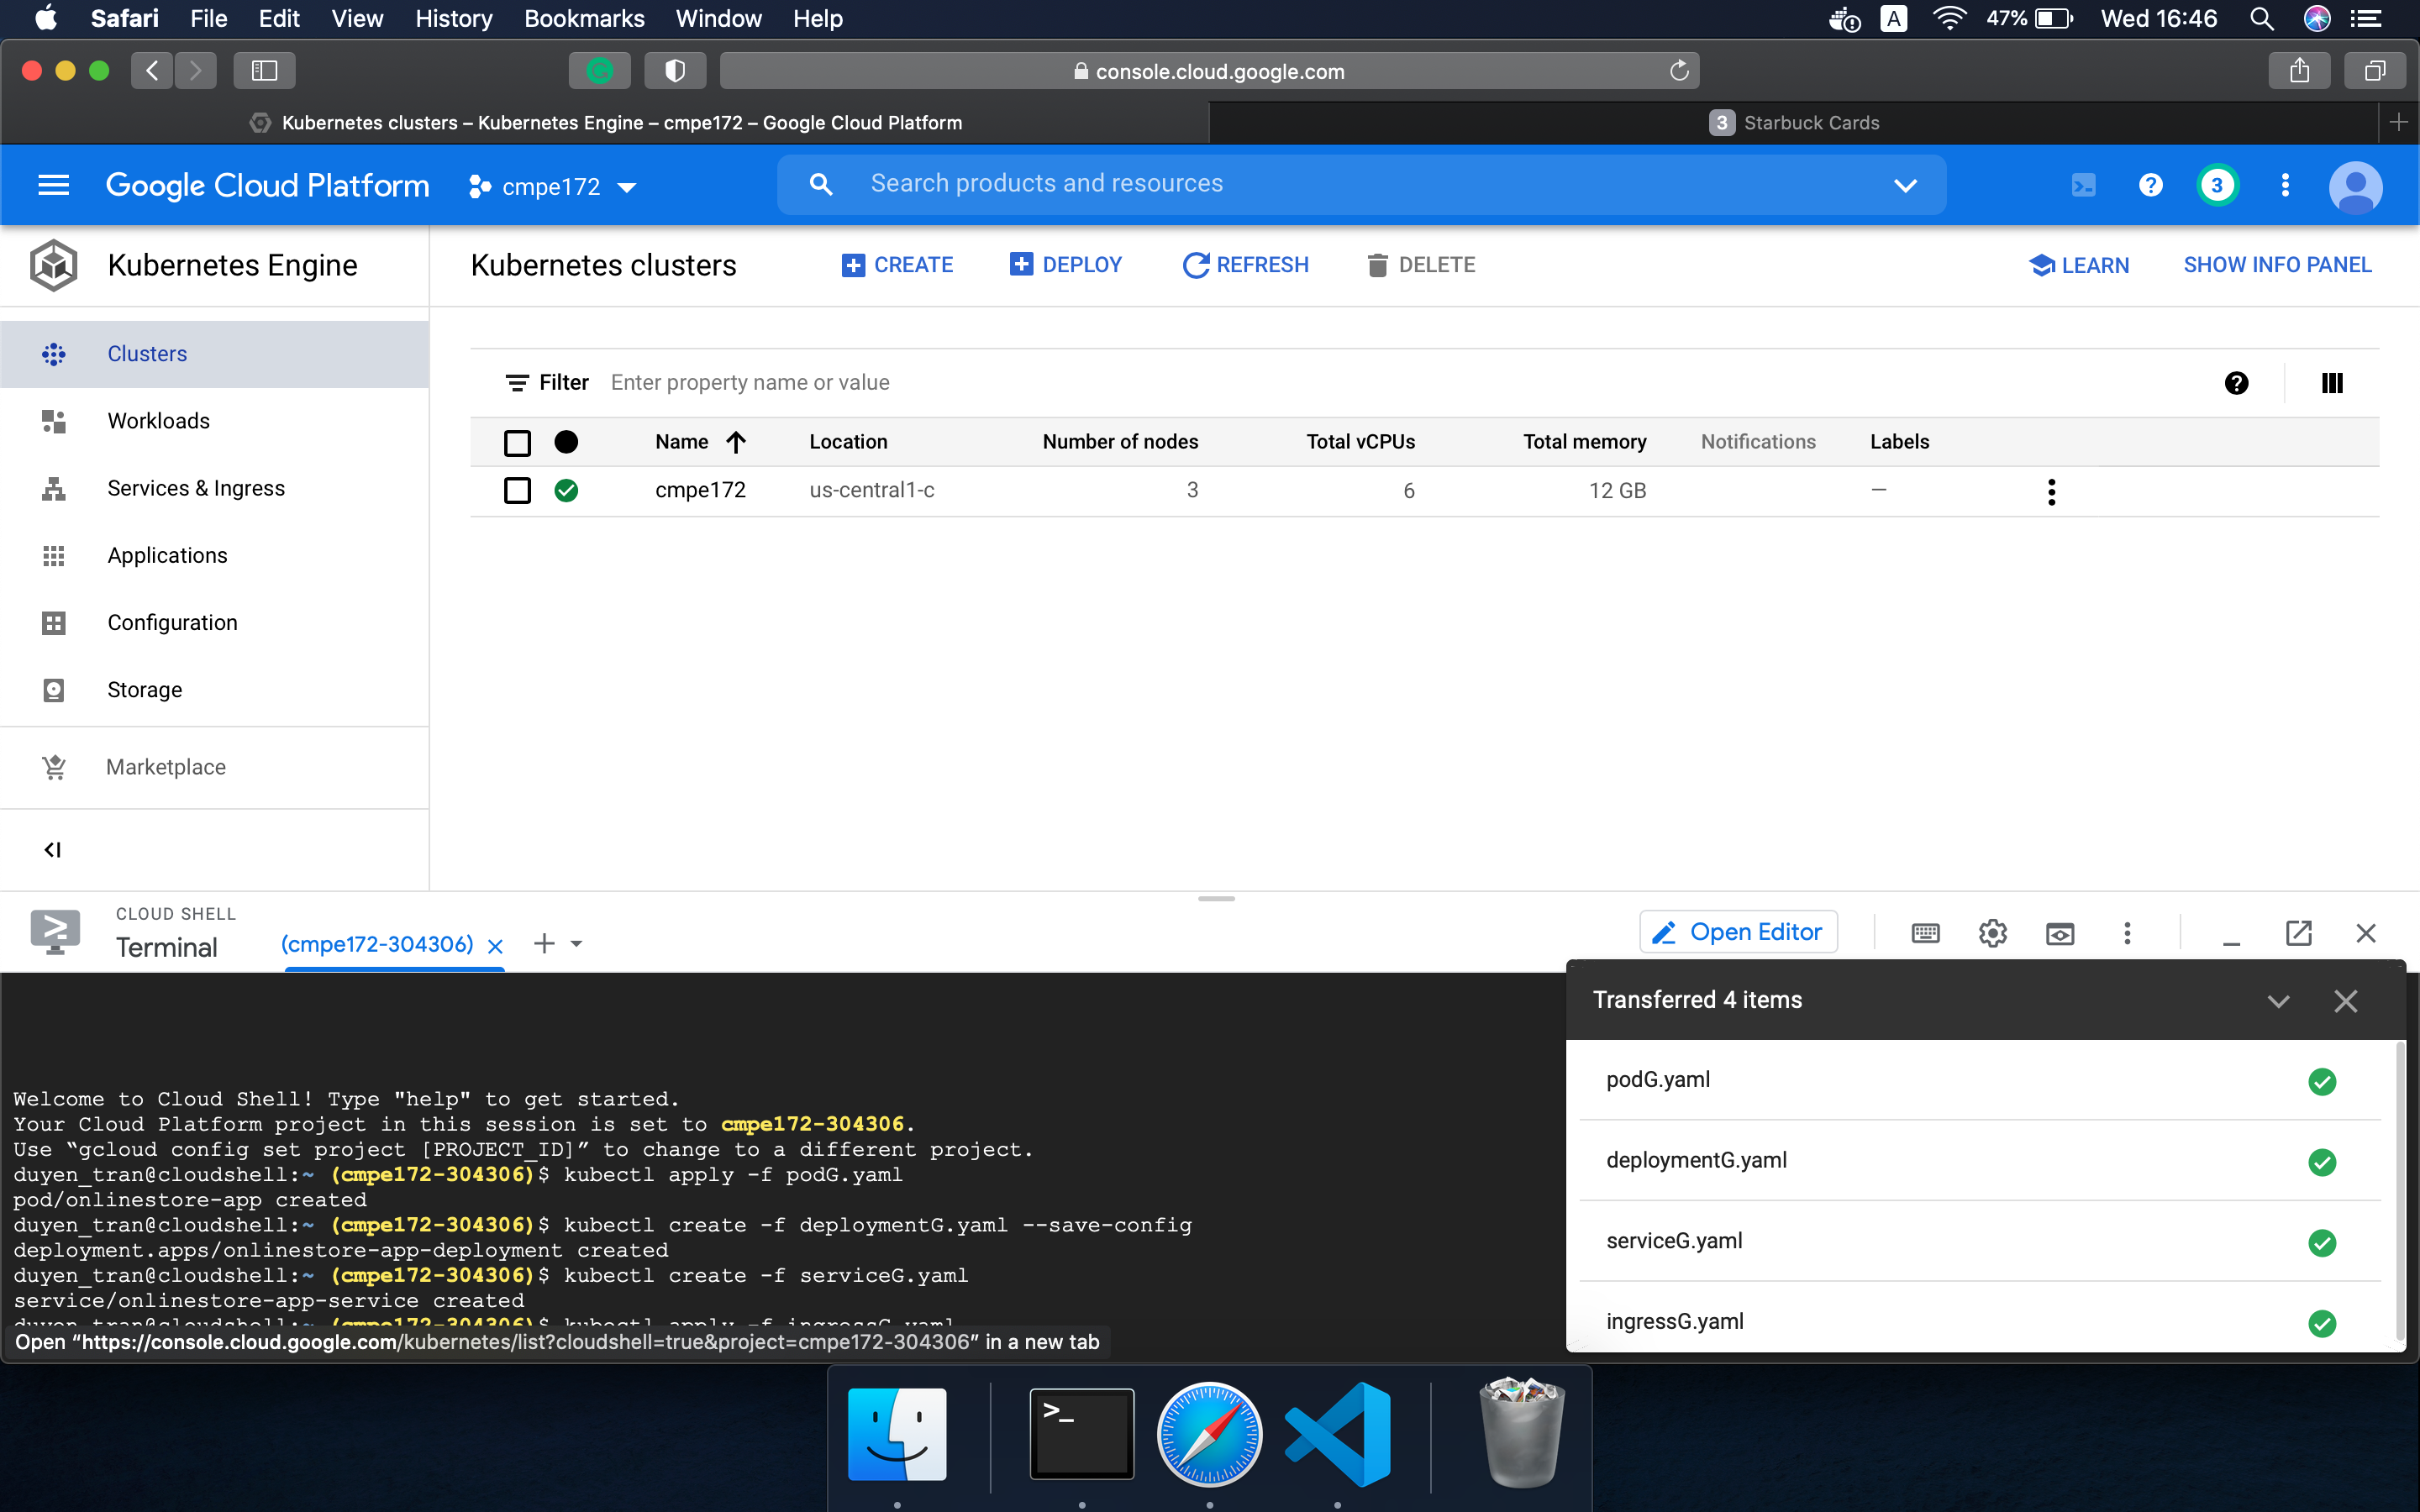 Safari File Edit View History Bookmarks Window Help A 47% Wed 16:46
console.cloud.google.com
Kubernetes clusters – Kubernetes Engine – cmpe172 – Google Cloud Platform
3 Starbuck Cards
Google Cloud Platform cmpe172 Search products and resources 3
Kubernetes Engine
Kubernetes clusters CREATE DEPLOY REFRESH DELETE LEARN SHOW INFO PANEL
Clusters
Workloads
Services & Ingress
Applications
Configuration
Storage
Marketplace
Filter Enter property name or value
Name Location Number of nodes Total vCPUs Total memory Notifications Labels
cmpe172 us-central1-c 3 6 12 GB —
CLOUD SHELL
Terminal (cmpe172-304306) Open Editor
Welcome to Cloud Shell! Type "help" to get started.
Your Cloud Platform project in this session is set to cmpe172-304306.
Use “gcloud config set project [PROJECT_ID]” to change to a different project.
duyen_tran@cloudshell:~ (cmpe172-304306)$ kubectl apply -f podG.yaml
pod/onlinestore-app created
duyen_tran@cloudshell:~ (cmpe172-304306)$ kubectl create -f deploymentG.yaml --save-config
deployment.apps/onlinestore-app-deployment created
duyen_tran@cloudshell:~ (cmpe172-304306)$ kubectl create -f serviceG.yaml
service/onlinestore-app-service created
duyen_tran@cloudshell:~ (cmpe172-304306)$ kubectl apply -f ingressG.yaml
Open “https://console.cloud.google.com/kubernetes/list?cloudshell=true&project=cmpe172-304306” in a new tab
Transferred 4 items
podG.yaml
deploymentG.yaml
serviceG.yaml
ingressG.yaml